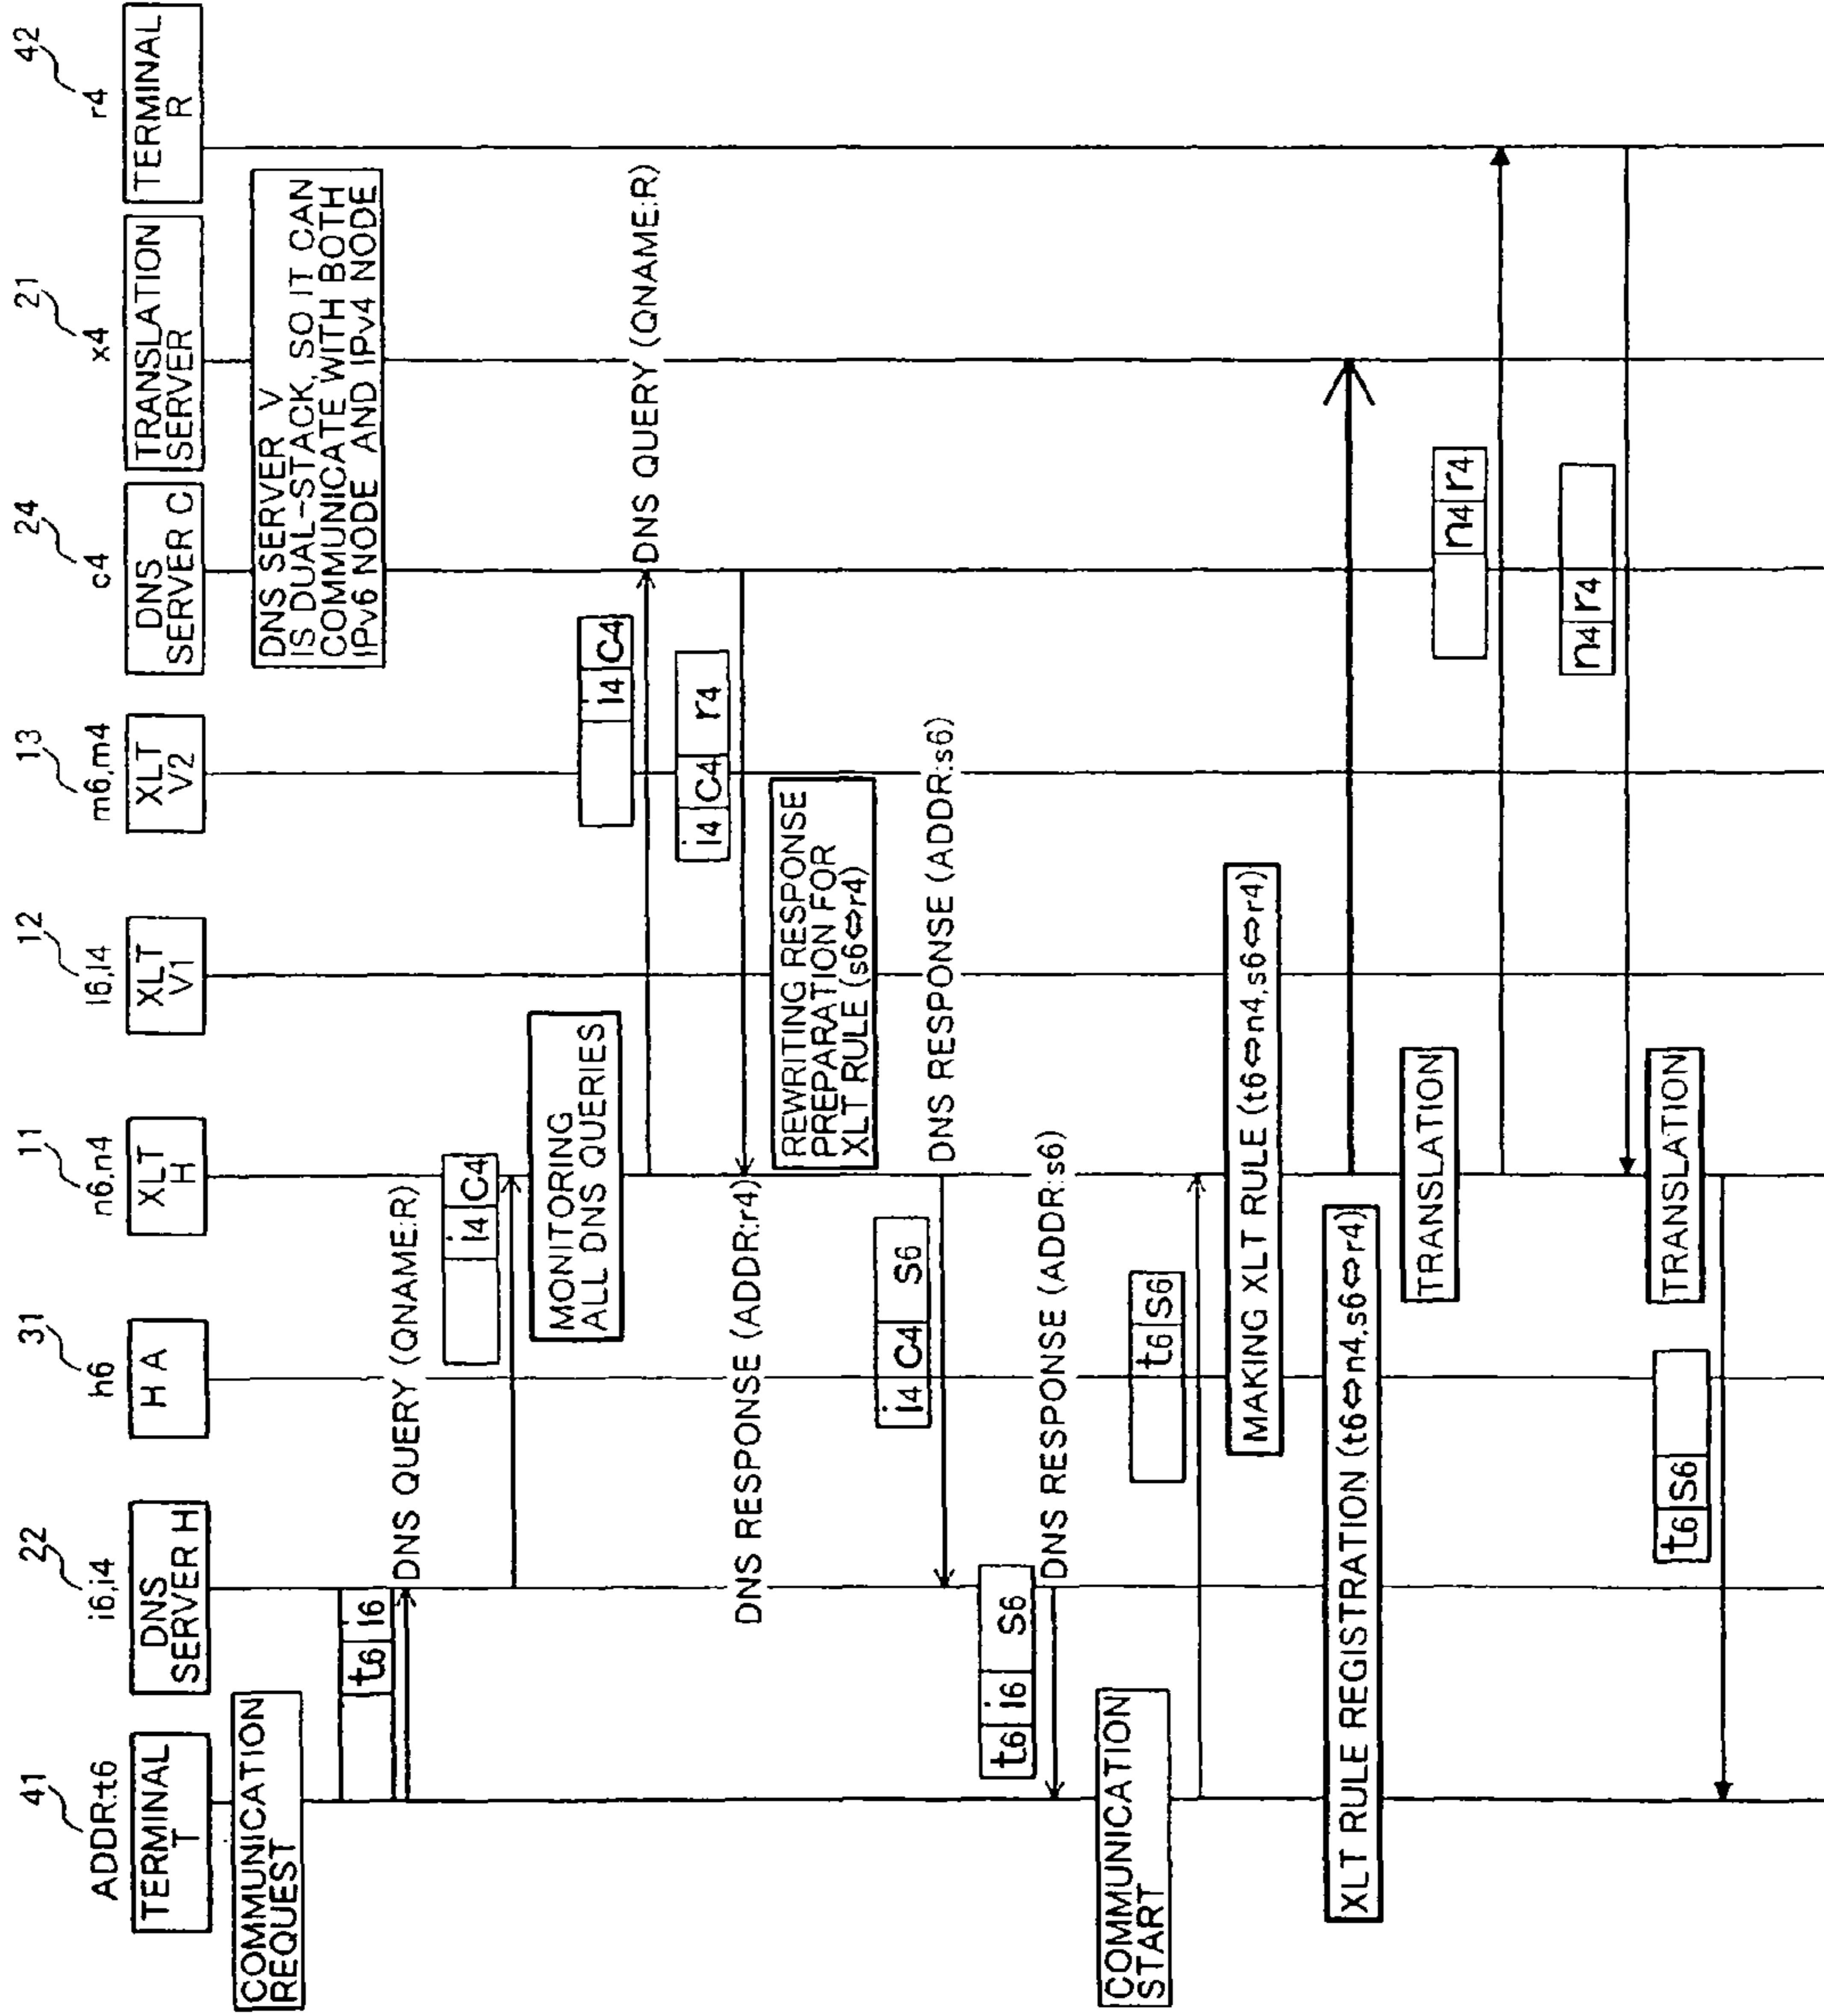 41
ADDR:t6
TERMINAL
T
22
i6,i4
DNS
SERVER H
31
h6
H A
11
n6,n4
XLT
H
12
l6,l4
XLT
V1
13
m6,m4
XLT
V2
24
c4
DNS
SERVER C
21
x4
TRANSLATION
SERVER
42
r4
TERMINAL
R
COMMUNICATION
REQUEST
DNS SERVER V
IS DUAL-STACK, SO IT CAN
COMMUNICATE WITH BOTH
IPv6 NODE AND IPv4 NODE
t6 i6
DNS QUERY (QNAME:R)
i4 C4
MONITORING
ALL DNS QUERIES
i4 C4
DNS QUERY (QNAME:R)
i4 C4 r4
DNS RESPONSE (ADDR:r4)
REWRITING RESPONSE
PREPARATION FOR
XLT RULE (s6⇔r4)
i4 C4 S6
DNS RESPONSE (ADDR:s6)
t6 i6 S6
DNS RESPONSE (ADDR:s6)
COMMUNICATION
START
t6 S6
MAKING XLT RULE (t6⇔n4,s6⇔r4)
XLT RULE REGISTRATION (t6⇔n4,s6⇔r4)
TRANSLATION
n4 r4
n4 r4
TRANSLATION
t6 S6